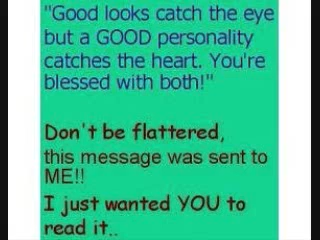 "Good looks catch the eye
but a GOOD personality
catches the heart. You're
blessed with both!"
Don't be flattered,
this message was sent to
ME!!
I just wanted YOU to
read it..